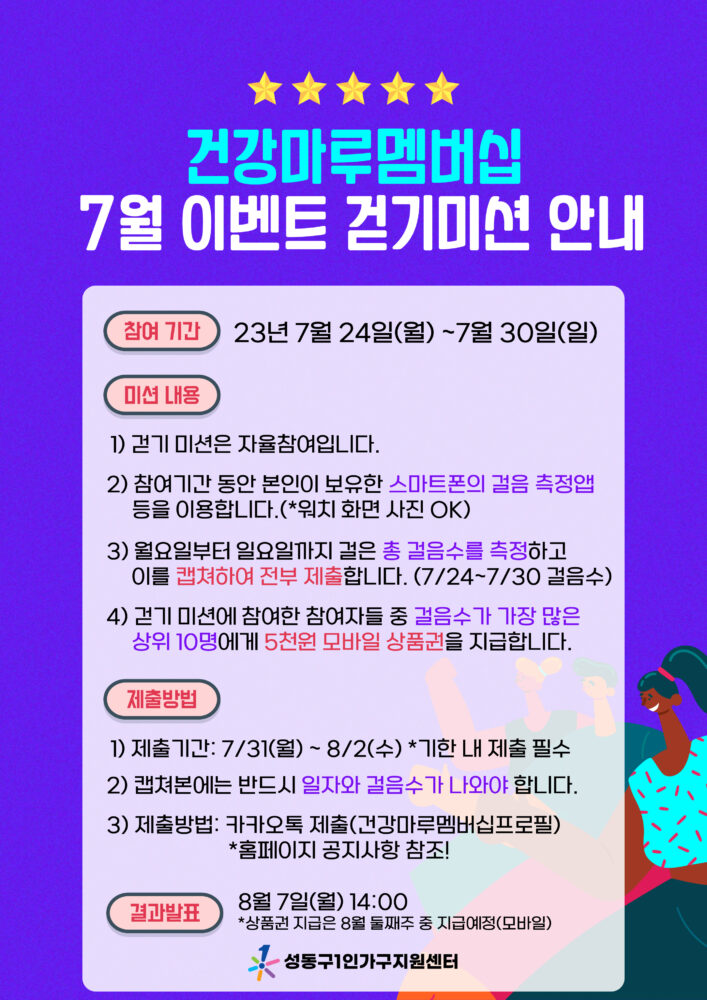 건강마루멤버십
7월 이벤트 걷기미션 안내
참여 기간 23년 7월 24일(월) ~7월 30일(일)
미션 내용
1) 걷기 미션은 자율참여입니다.
2) 참여기간 동안 본인이 보유한 스마트폰의 걸음 측정앱
등을 이용합니다.(*워치 화면 사진 OK)
3) 월요일부터 일요일까지 걸은 총 걸음수를 측정하고
이를 캡쳐하여 전부 제출합니다. (7/24~7/30 걸음수)
4) 걷기 미션에 참여한 참여자들 중 걸음수가 가장 많은
상위 10명에게 5천원 모바일 상품권을 지급합니다.
제출방법
1) 제출기간: 7/31(월) ~ 8/2(수) *기한 내 제출 필수
2) 캡쳐본에는 반드시 일자와 걸음수가 나와야 합니다.
3) 제출방법: 카카오톡 제출(건강마루멤버십프로필)
*홈페이지 공지사항 참조!
결과발표 8월 7일(월) 14:00
*상품권 지급은 8월 둘째주 중 지급예정(모바일)
성동구1인가구지원센터